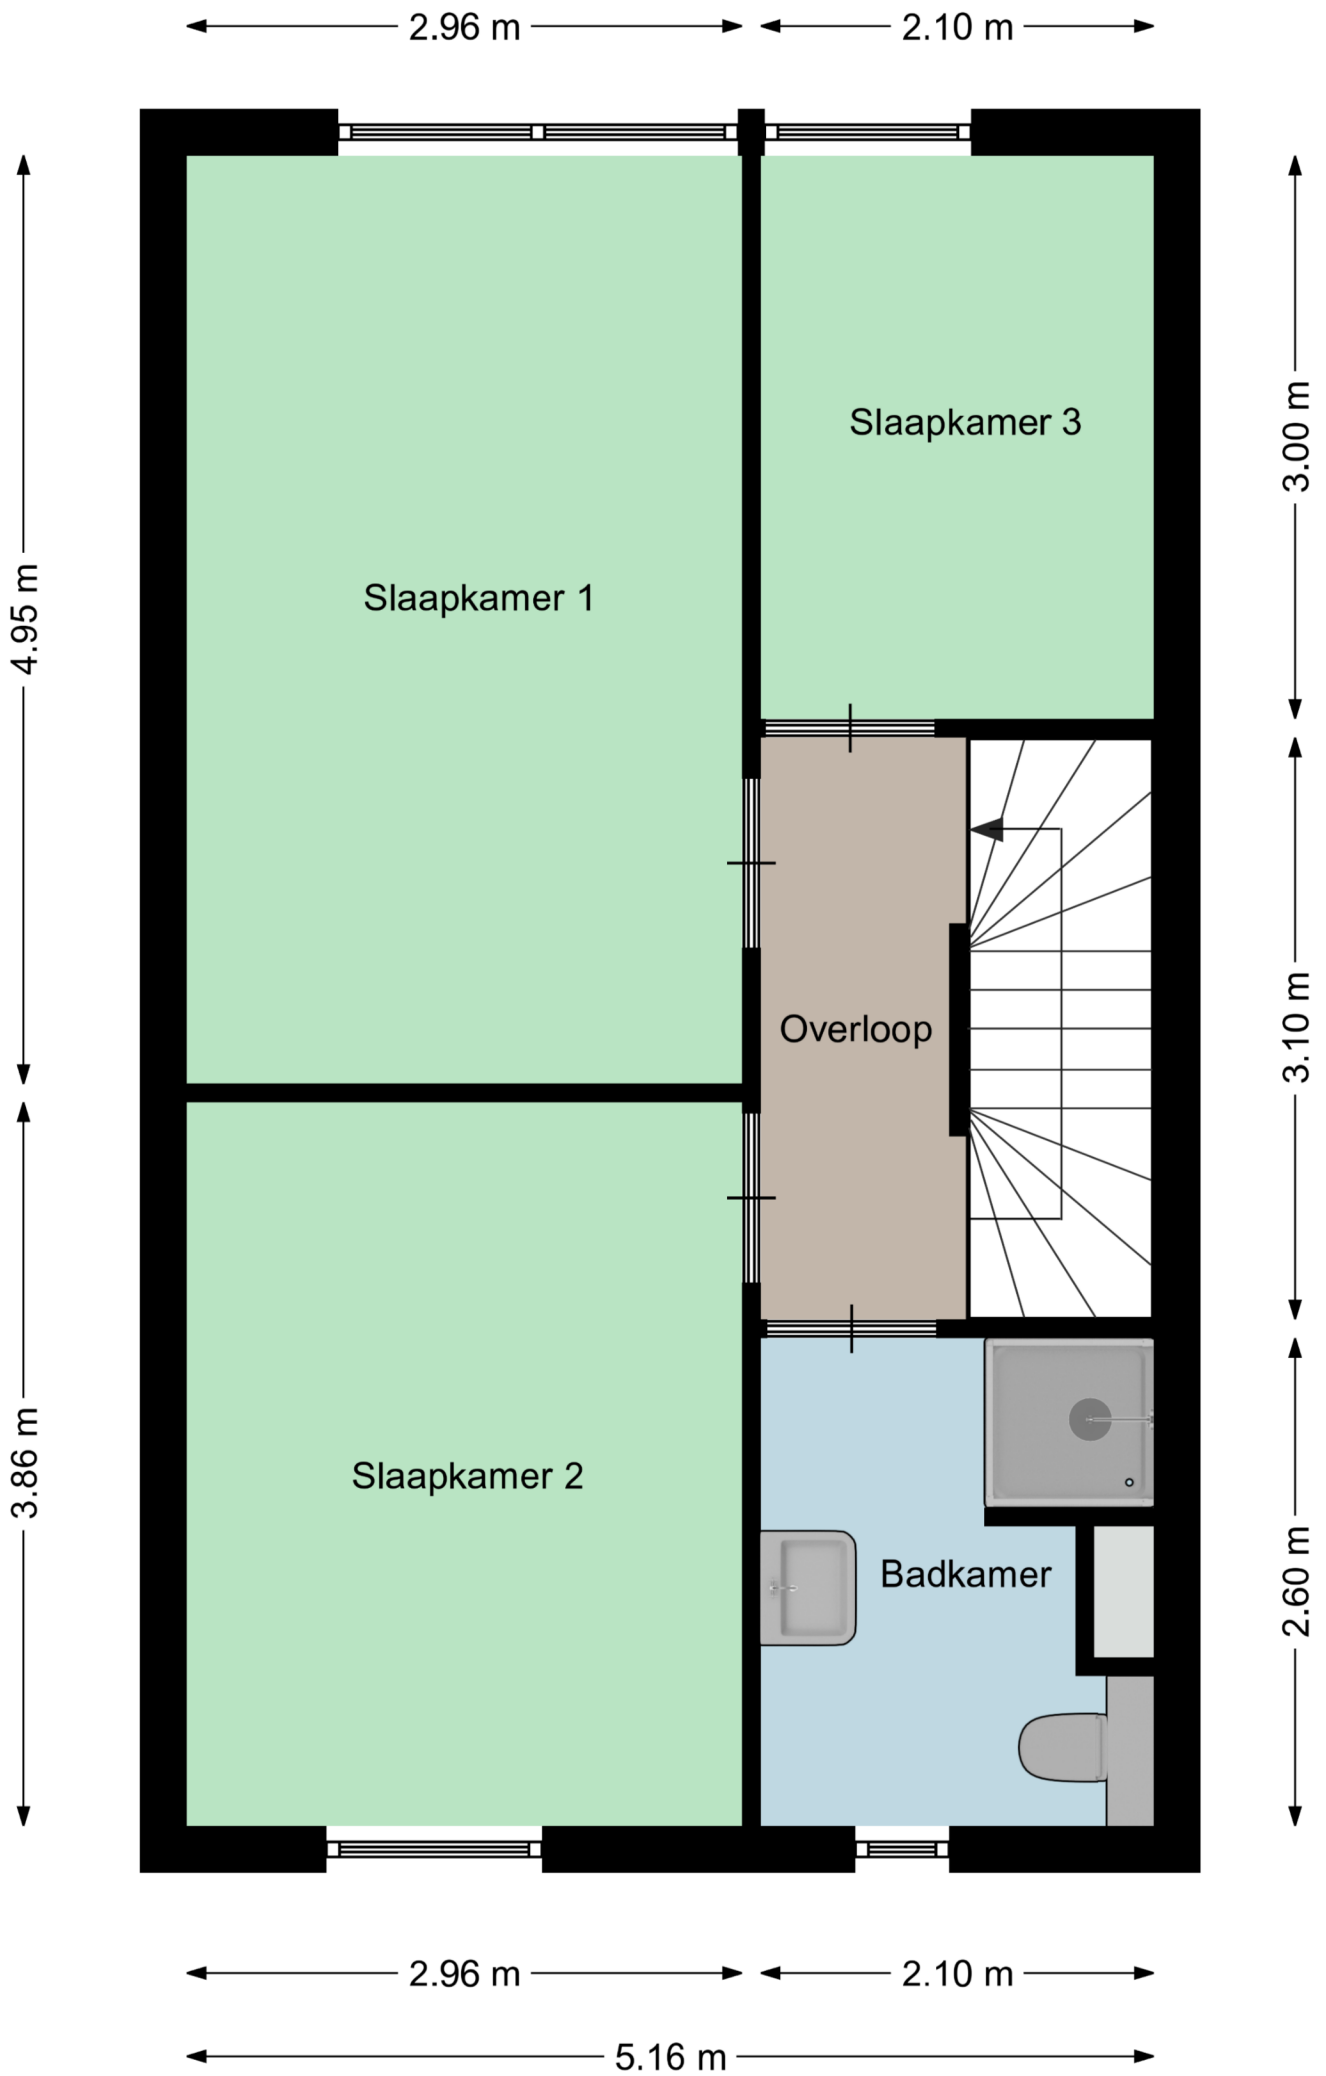 2.96 m
2.10 m
Slaapkamer 3
3.00 m
Slaapkamer 1
4.95 m
Overloop
3.10 m
Slaapkamer 2
3.86 m
Badkamer
2.60 m
2.96 m
2.10 m
5.16 m